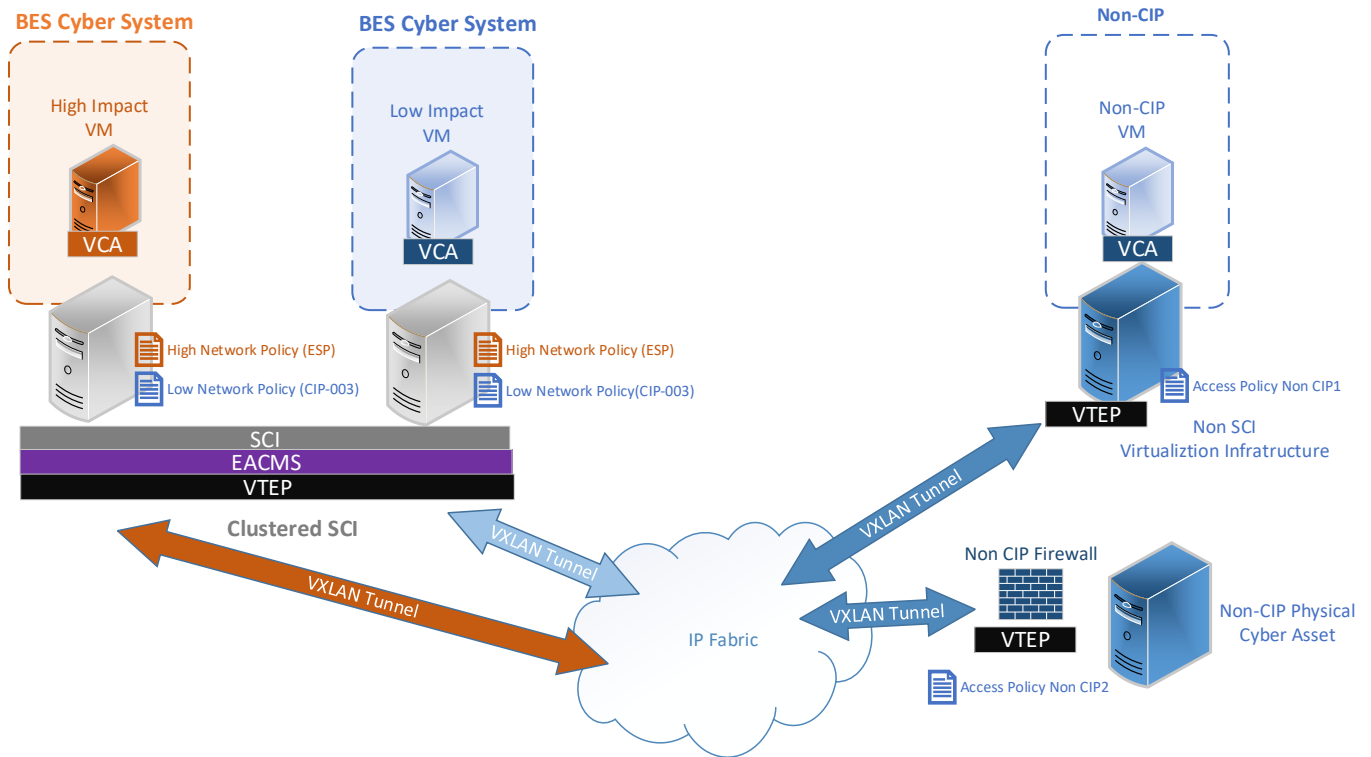 BES Cyber System
BES Cyber System
Non-CIP
High Impact
VM
VCA
Low Impact
VM
VCA
Non-CIP
VM
VCA
High Network Policy (ESP)
Low Network Policy (CIP-003)
High Network Policy (ESP)
Low Network Policy(CIP-003)
Access Policy Non CIP1
VTEP
Non SCI
Virtualiztion Infratructure
SCI
EACMS
VTEP
Clustered SCI
VXLAN Tunnel
VXLAN Tunnel
VXLAN Tunnel
VXLAN Tunnel
IP Fabric
Non CIP Firewall
VTEP
Non-CIP Physical
Cyber Asset
Access Policy Non CIP2